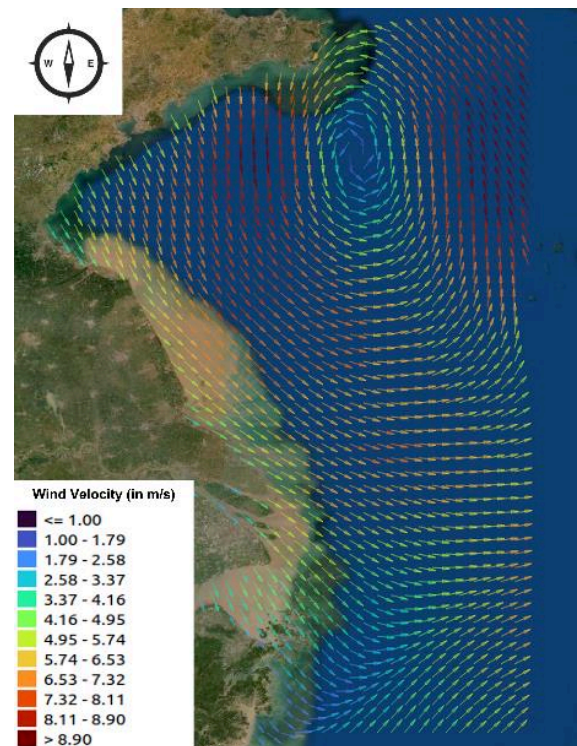 W E
Wind Velocity (in m/s)
<= 1.00
1.00 - 1.79
1.79 - 2.58
2.58 - 3.37
3.37 - 4.16
4.16 - 4.95
4.95 - 5.74
5.74 - 6.53
6.53 - 7.32
7.32 - 8.11
8.11 - 8.90
> 8.90